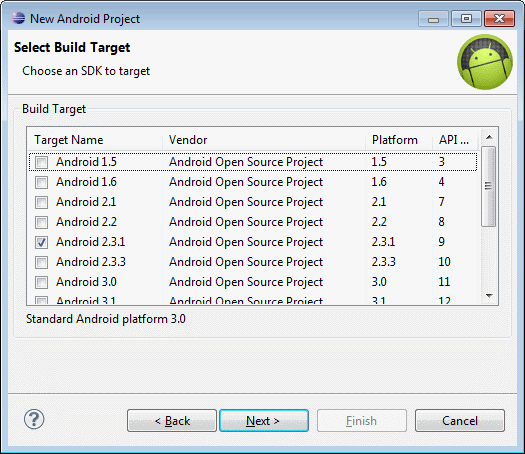 New Android Project
Select Build Target
Choose an SDK to target
Build Target
Target Name Vendor Platform API ...
Android 1.5 Android Open Source Project 1.5 3
Android 1.6 Android Open Source Project 1.6 4
Android 2.1 Android Open Source Project 2.1 7
Android 2.2 Android Open Source Project 2.2 8
Android 2.3.1 Android Open Source Project 2.3.1 9
Android 2.3.3 Android Open Source Project 2.3.3 10
Android 3.0 Android Open Source Project 3.0 11
Android 3.1 Android Open Source Project 3.1 12
Standard Android platform 3.0
? < Back Next > Finish Cancel